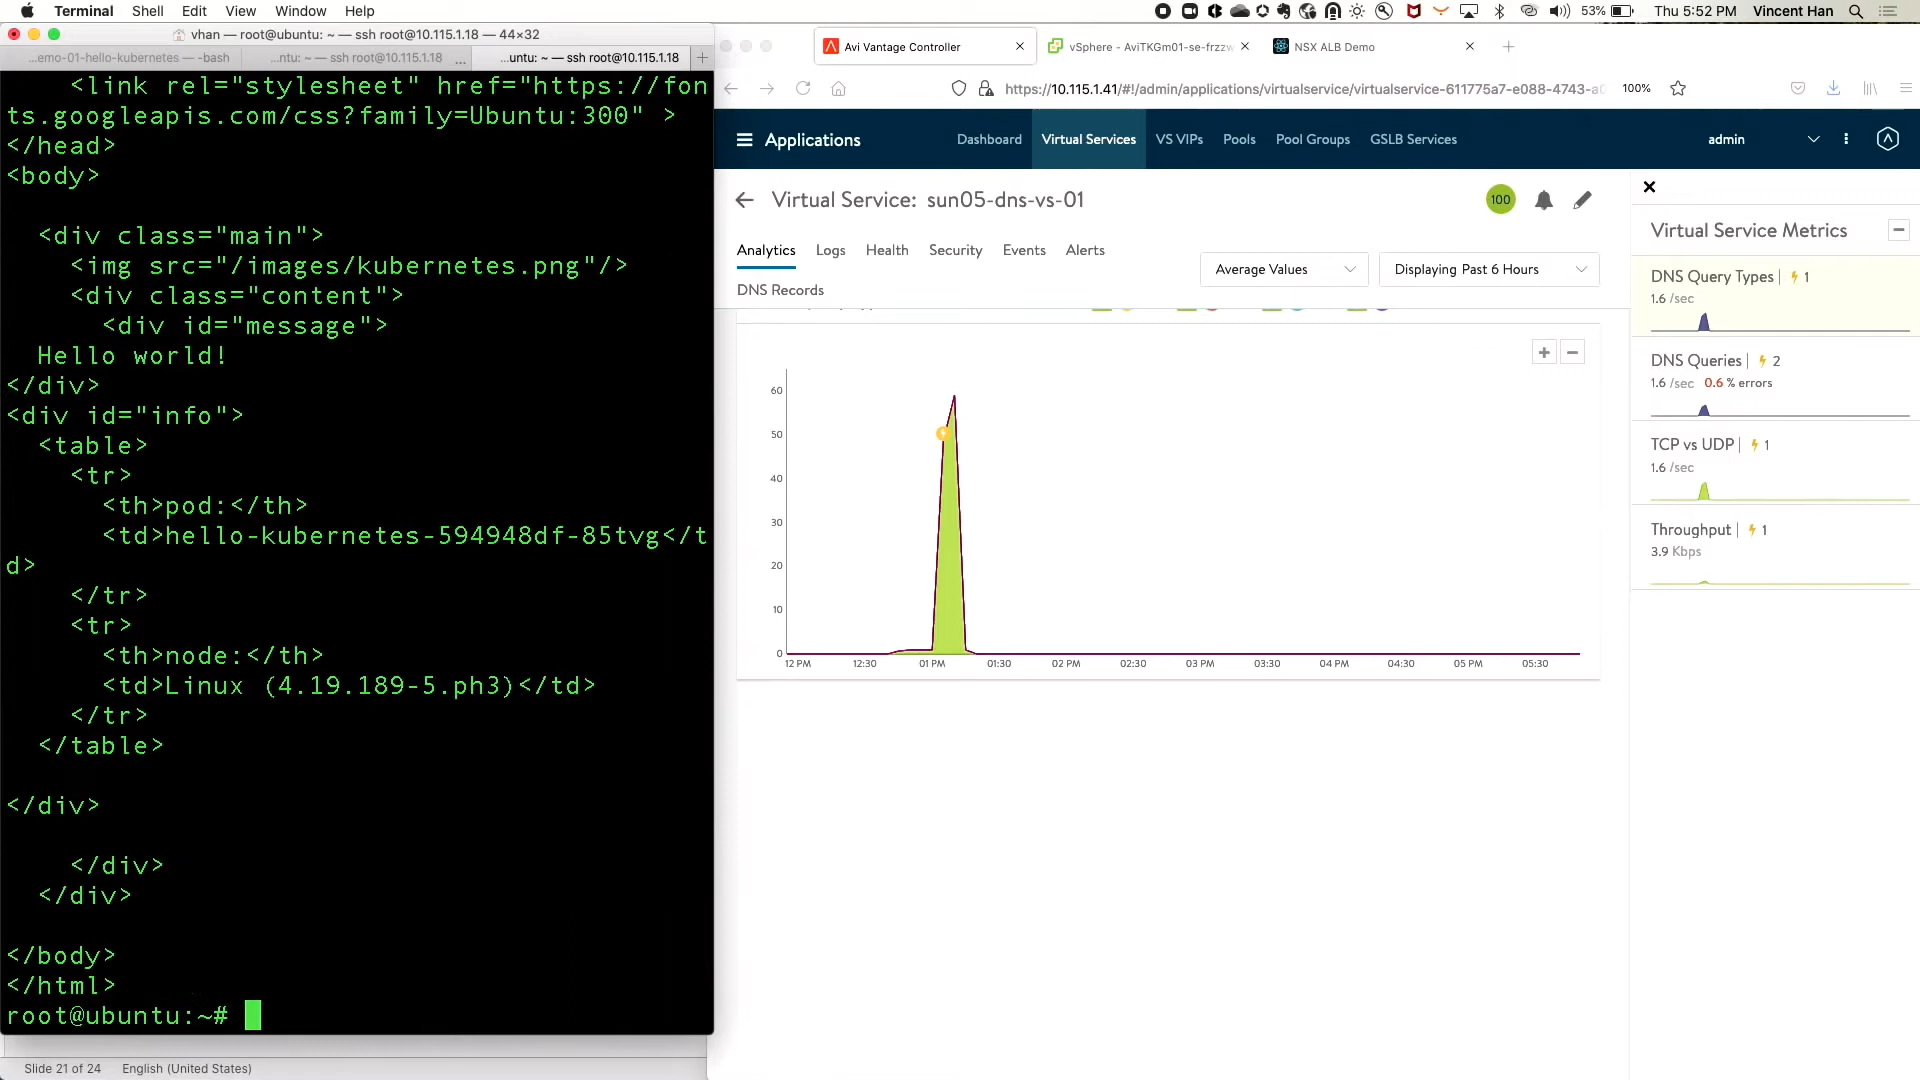 Terminal Shell Edit View Window Help 53% Thu 5:52 PM Vincent Han
vhan — root@ubuntu: ~ — ssh root@10.115.1.18 — 44×32
...emo-01-hello-kubernetes — -bash ...ntu: ~ — ssh root@10.115.1.18 ... ...untu: ~ — ssh root@10.115.1.18 +
<link rel="stylesheet" href="https://fon
ts.googleapis.com/css?family=Ubuntu:300" >
</head>
<body>
<div class="main">
<img src="/images/kubernetes.png"/>
<div class="content">
<div id="message">
Hello world!
</div>
<div id="info">
<table>
<tr>
<th>pod:</th>
<td>hello-kubernetes-594948df-85tvg</t
d>
</tr>
<tr>
<th>node:</th>
<td>Linux (4.19.189-5.ph3)</td>
</tr>
</table>
</div>
</div>
</div>
</body>
</html>
root@ubuntu:~#
Slide 21 of 24 English (United States)
Avi Vantage Controller × vSphere - AviTKGm01-se-frzzw × NSX ALB Demo × +
https://10.115.1.41/#!/admin/applications/virtualservice/virtualservice-611775a7-e088-4743-a 100%
Applications Dashboard Virtual Services VS VIPs Pools Pool Groups GSLB Services admin
Virtual Service: sun05-dns-vs-01 100
Analytics Logs Health Security Events Alerts
DNS Records
Average Values Displaying Past 6 Hours
+ −
60
50
40
30
20
10
0
12 PM 12:30 01 PM 01:30 02 PM 02:30 03 PM 03:30 04 PM 04:30 05 PM 05:30
Virtual Service Metrics
DNS Query Types | 1
1.6 /sec
DNS Queries | 2
1.6 /sec 0.6 % errors
TCP vs UDP | 1
1.6 /sec
Throughput | 1
3.9 Kbps